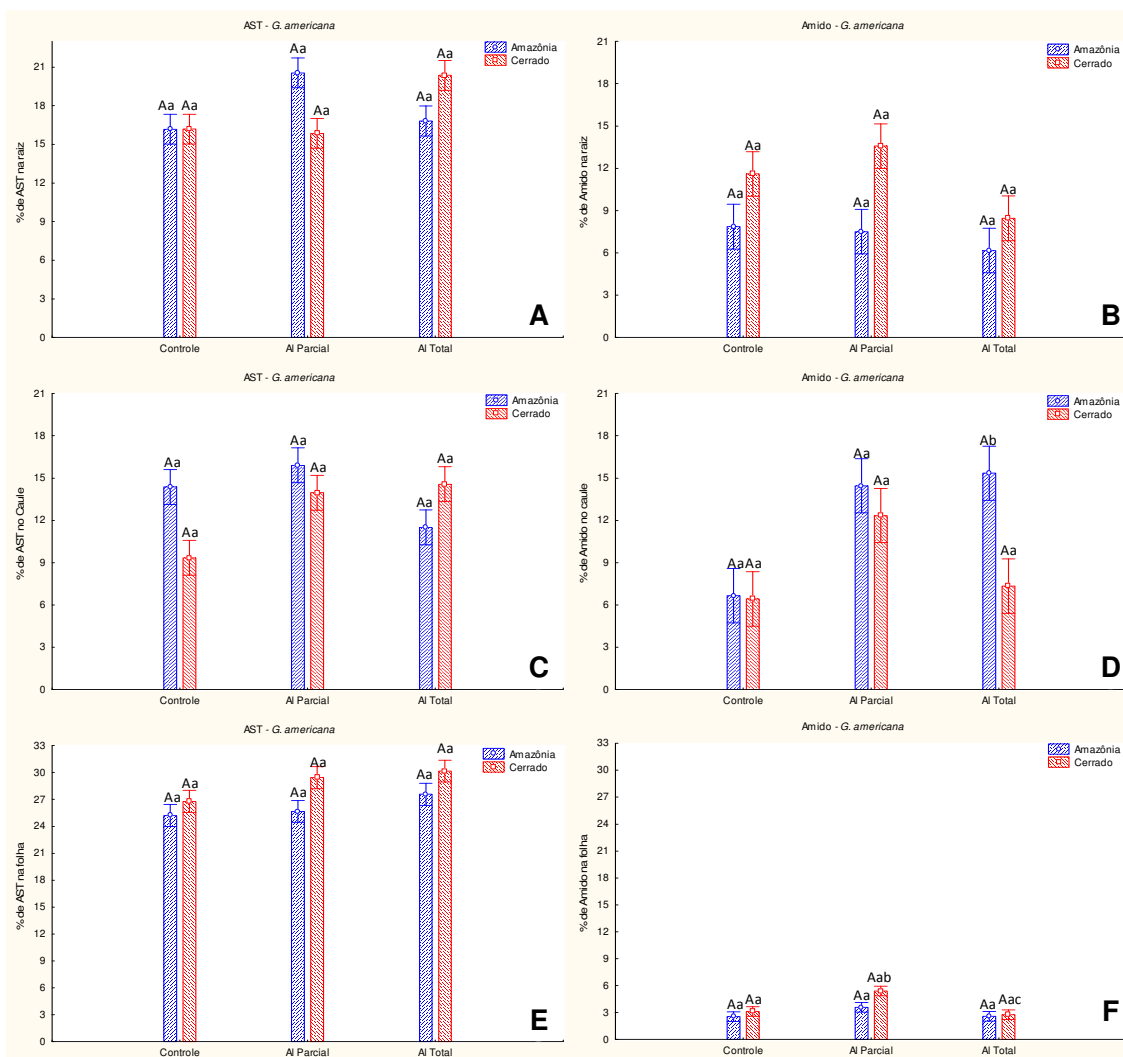 AST - G. americana
Amazônia
Cerrado
% de AST na raiz
21
18
15
12
9
6
3
0
Aa Aa
Aa
Aa
Aa
Aa
Controle
Al Parcial
Al Total
A
Amido - G. americana
Amazônia
Cerrado
% de Amido na raiz
21
18
15
12
9
6
3
0
Aa
Aa
Aa
Aa
Aa
Aa
Controle
Al Parcial
Al Total
B
AST - G. americana
Amazônia
Cerrado
% de AST no Caule
21
18
15
12
9
6
3
0
Aa
Aa
Aa
Aa
Aa
Aa
Controle
Al Parcial
Al Total
C
Amido - G. americana
Amazônia
Cerrado
% de Amido no caule
21
18
15
12
9
6
3
0
Aa Aa
Aa
Aa
Ab
Aa
Controle
Al Parcial
Al Total
D
AST - G. americana
Amazônia
Cerrado
% de AST na folha
33
30
27
24
21
18
15
12
9
6
3
0
Aa
Aa
Aa
Aa
Aa
Aa
Controle
Al Parcial
Al Total
E
Amido - G. americana
Amazônia
Cerrado
% de Amido na folha
33
30
27
24
21
18
15
12
9
6
3
0
Aa
Aa
Aa
Aab
Aa
Aac
Controle
Al Parcial
Al Total
F